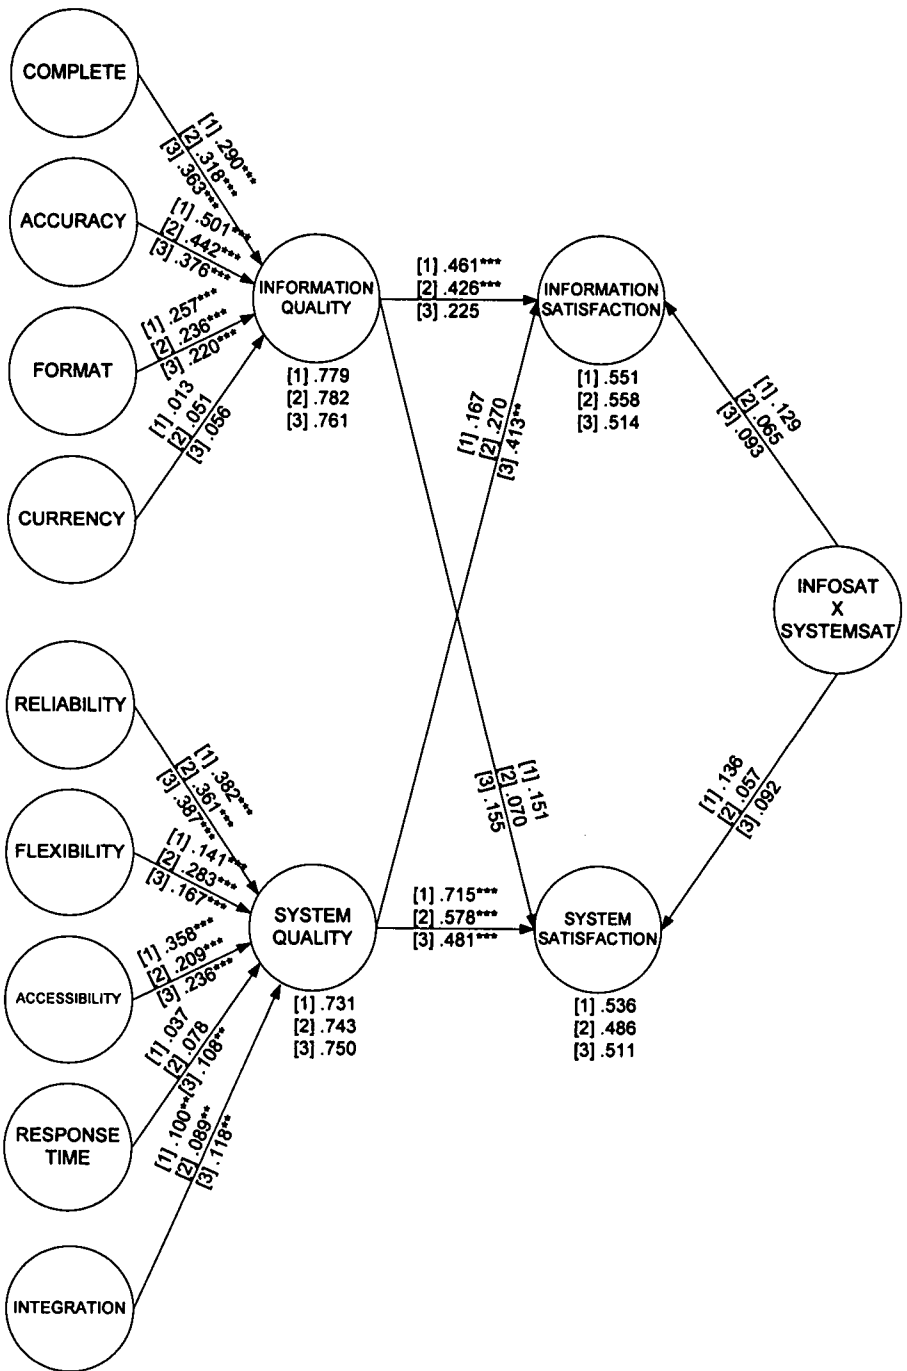 COMPLETE
[1] .290***
[2] .318***
[3] .363***
ACCURACY
[1] .501***
[2] .442***
[3] .376***
FORMAT
[1] .257***
[2] .236***
[3] .220***
CURRENCY
[1] .013
[2] .051
[3] .056
INFORMATION
QUALITY
[1] .779
[2] .782
[3] .761
[1] .461***
[2] .426***
[3] .225
INFORMATION
SATISFACTION
[1] .551
[2] .558
[3] .514
[1] .167
[2] .270
[3] .413**
[1] .129
[2] .065
[3] .093
INFOSAT
X
SYSTEMSAT
RELIABILITY
[1] .382***
[2] .361***
[3] .387***
FLEXIBILITY
[1] .141***
[2] .283***
[3] .167***
ACCESSIBILITY
[1] .358***
[2] .209***
[3] .236***
RESPONSE
TIME
[1] .037
[2] .078
[3] .108**
INTEGRATION
[1] .100**
[2] .089**
[3] .118**
SYSTEM
QUALITY
[1] .731
[2] .743
[3] .750
[1] .151
[2] .070
[3] .155
[1] .715***
[2] .578***
[3] .481***
SYSTEM
SATISFACTION
[1] .536
[2] .486
[3] .511
[1] .136
[2] .057
[3] .092